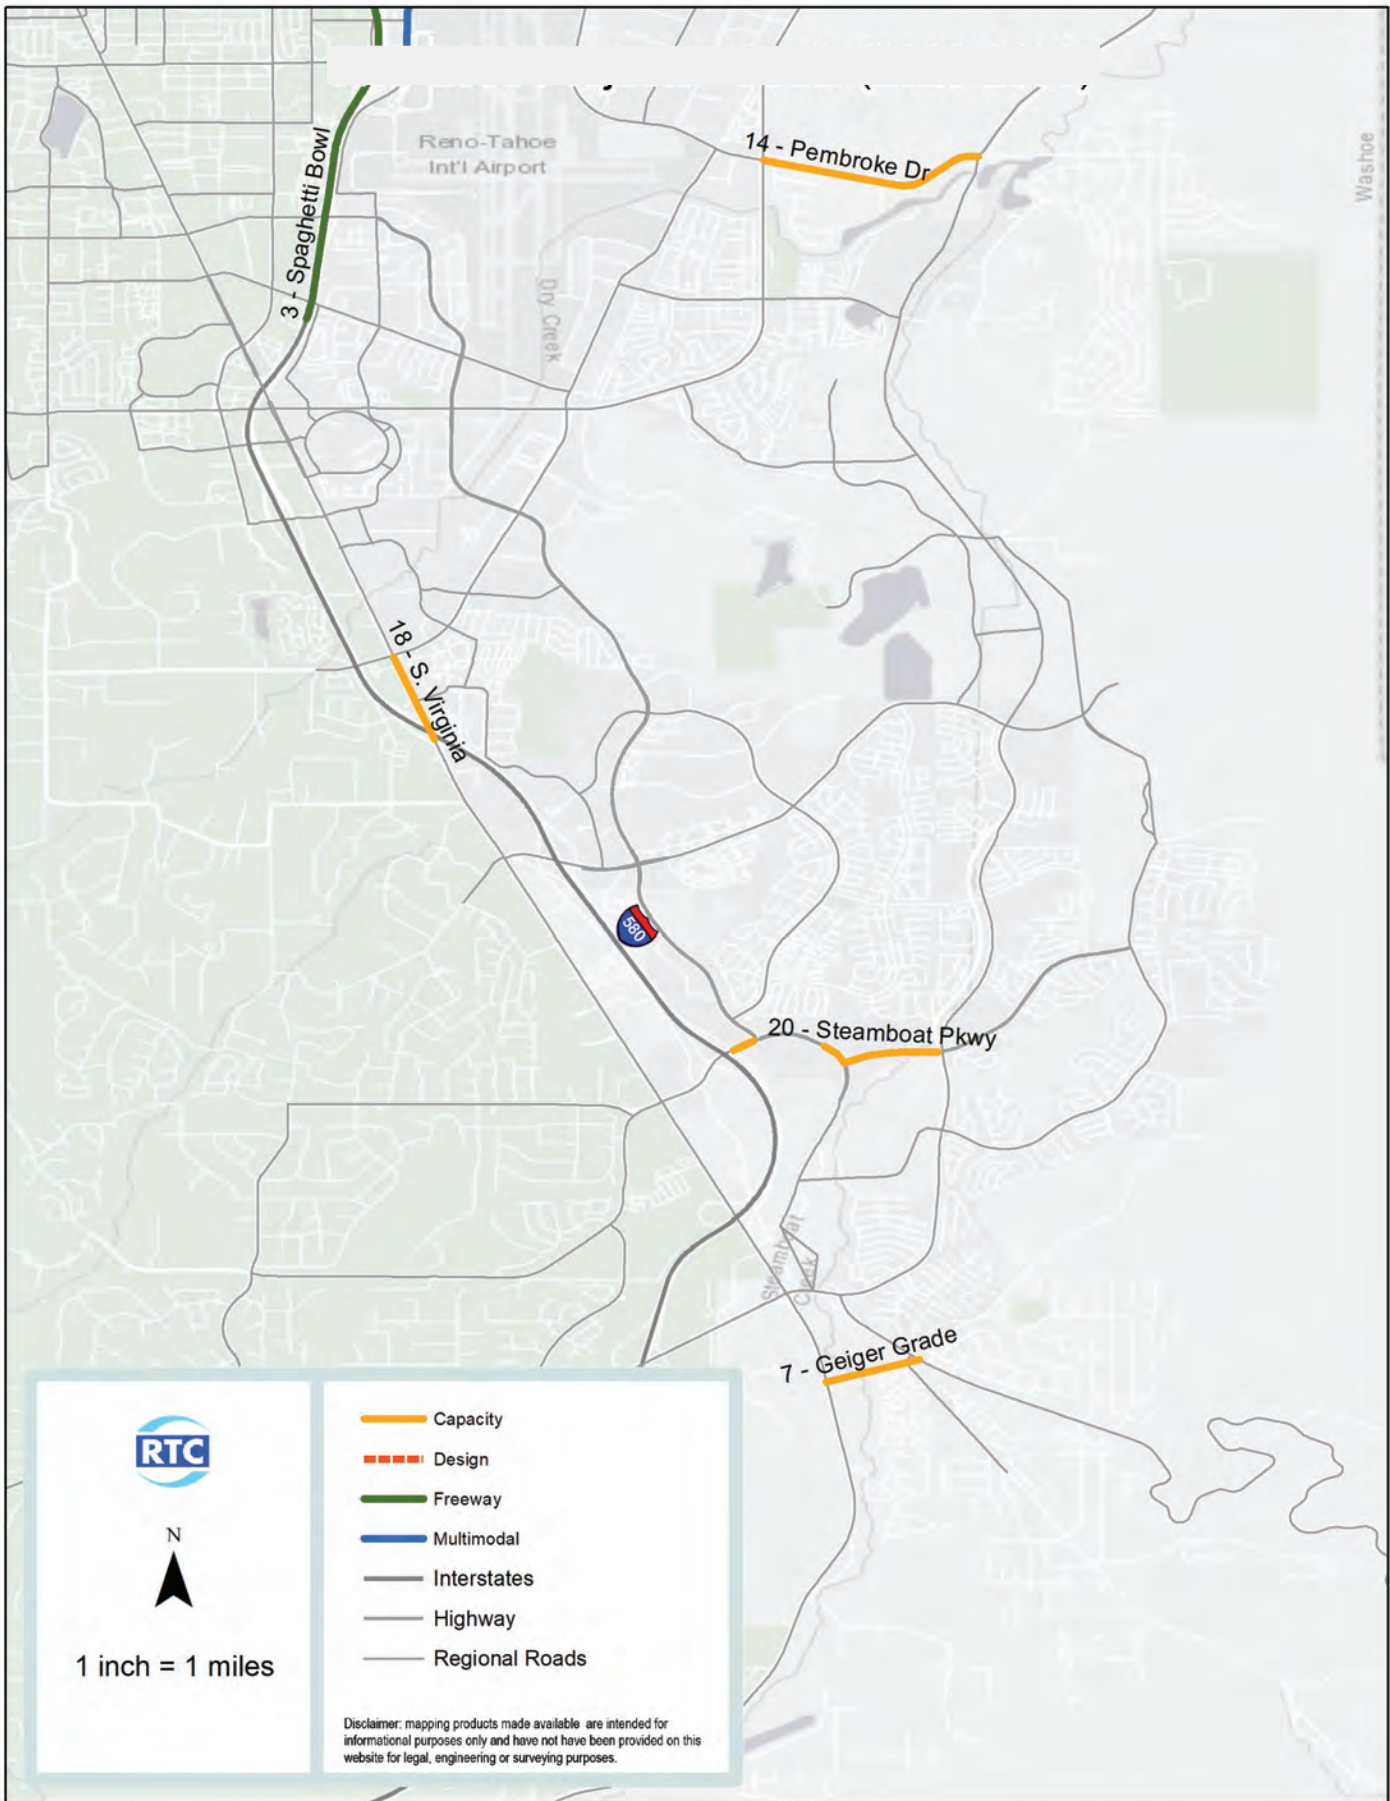 Reno-Tahoe
Int'l Airport
14 - Pembroke Dr
Washoe
3 - Spaghetti Bowl
Dry Creek
18 - S. Virginia
580
20 - Steamboat Pkwy
Steamboat
Creek
7 - Geiger Grade
RTC
N
1 inch = 1 miles
Capacity
Design
Freeway
Multimodal
Interstates
Highway
Regional Roads
Disclaimer: mapping products made available are intended for
informational purposes only and have not have been provided on this
website for legal, engineering or surveying purposes.